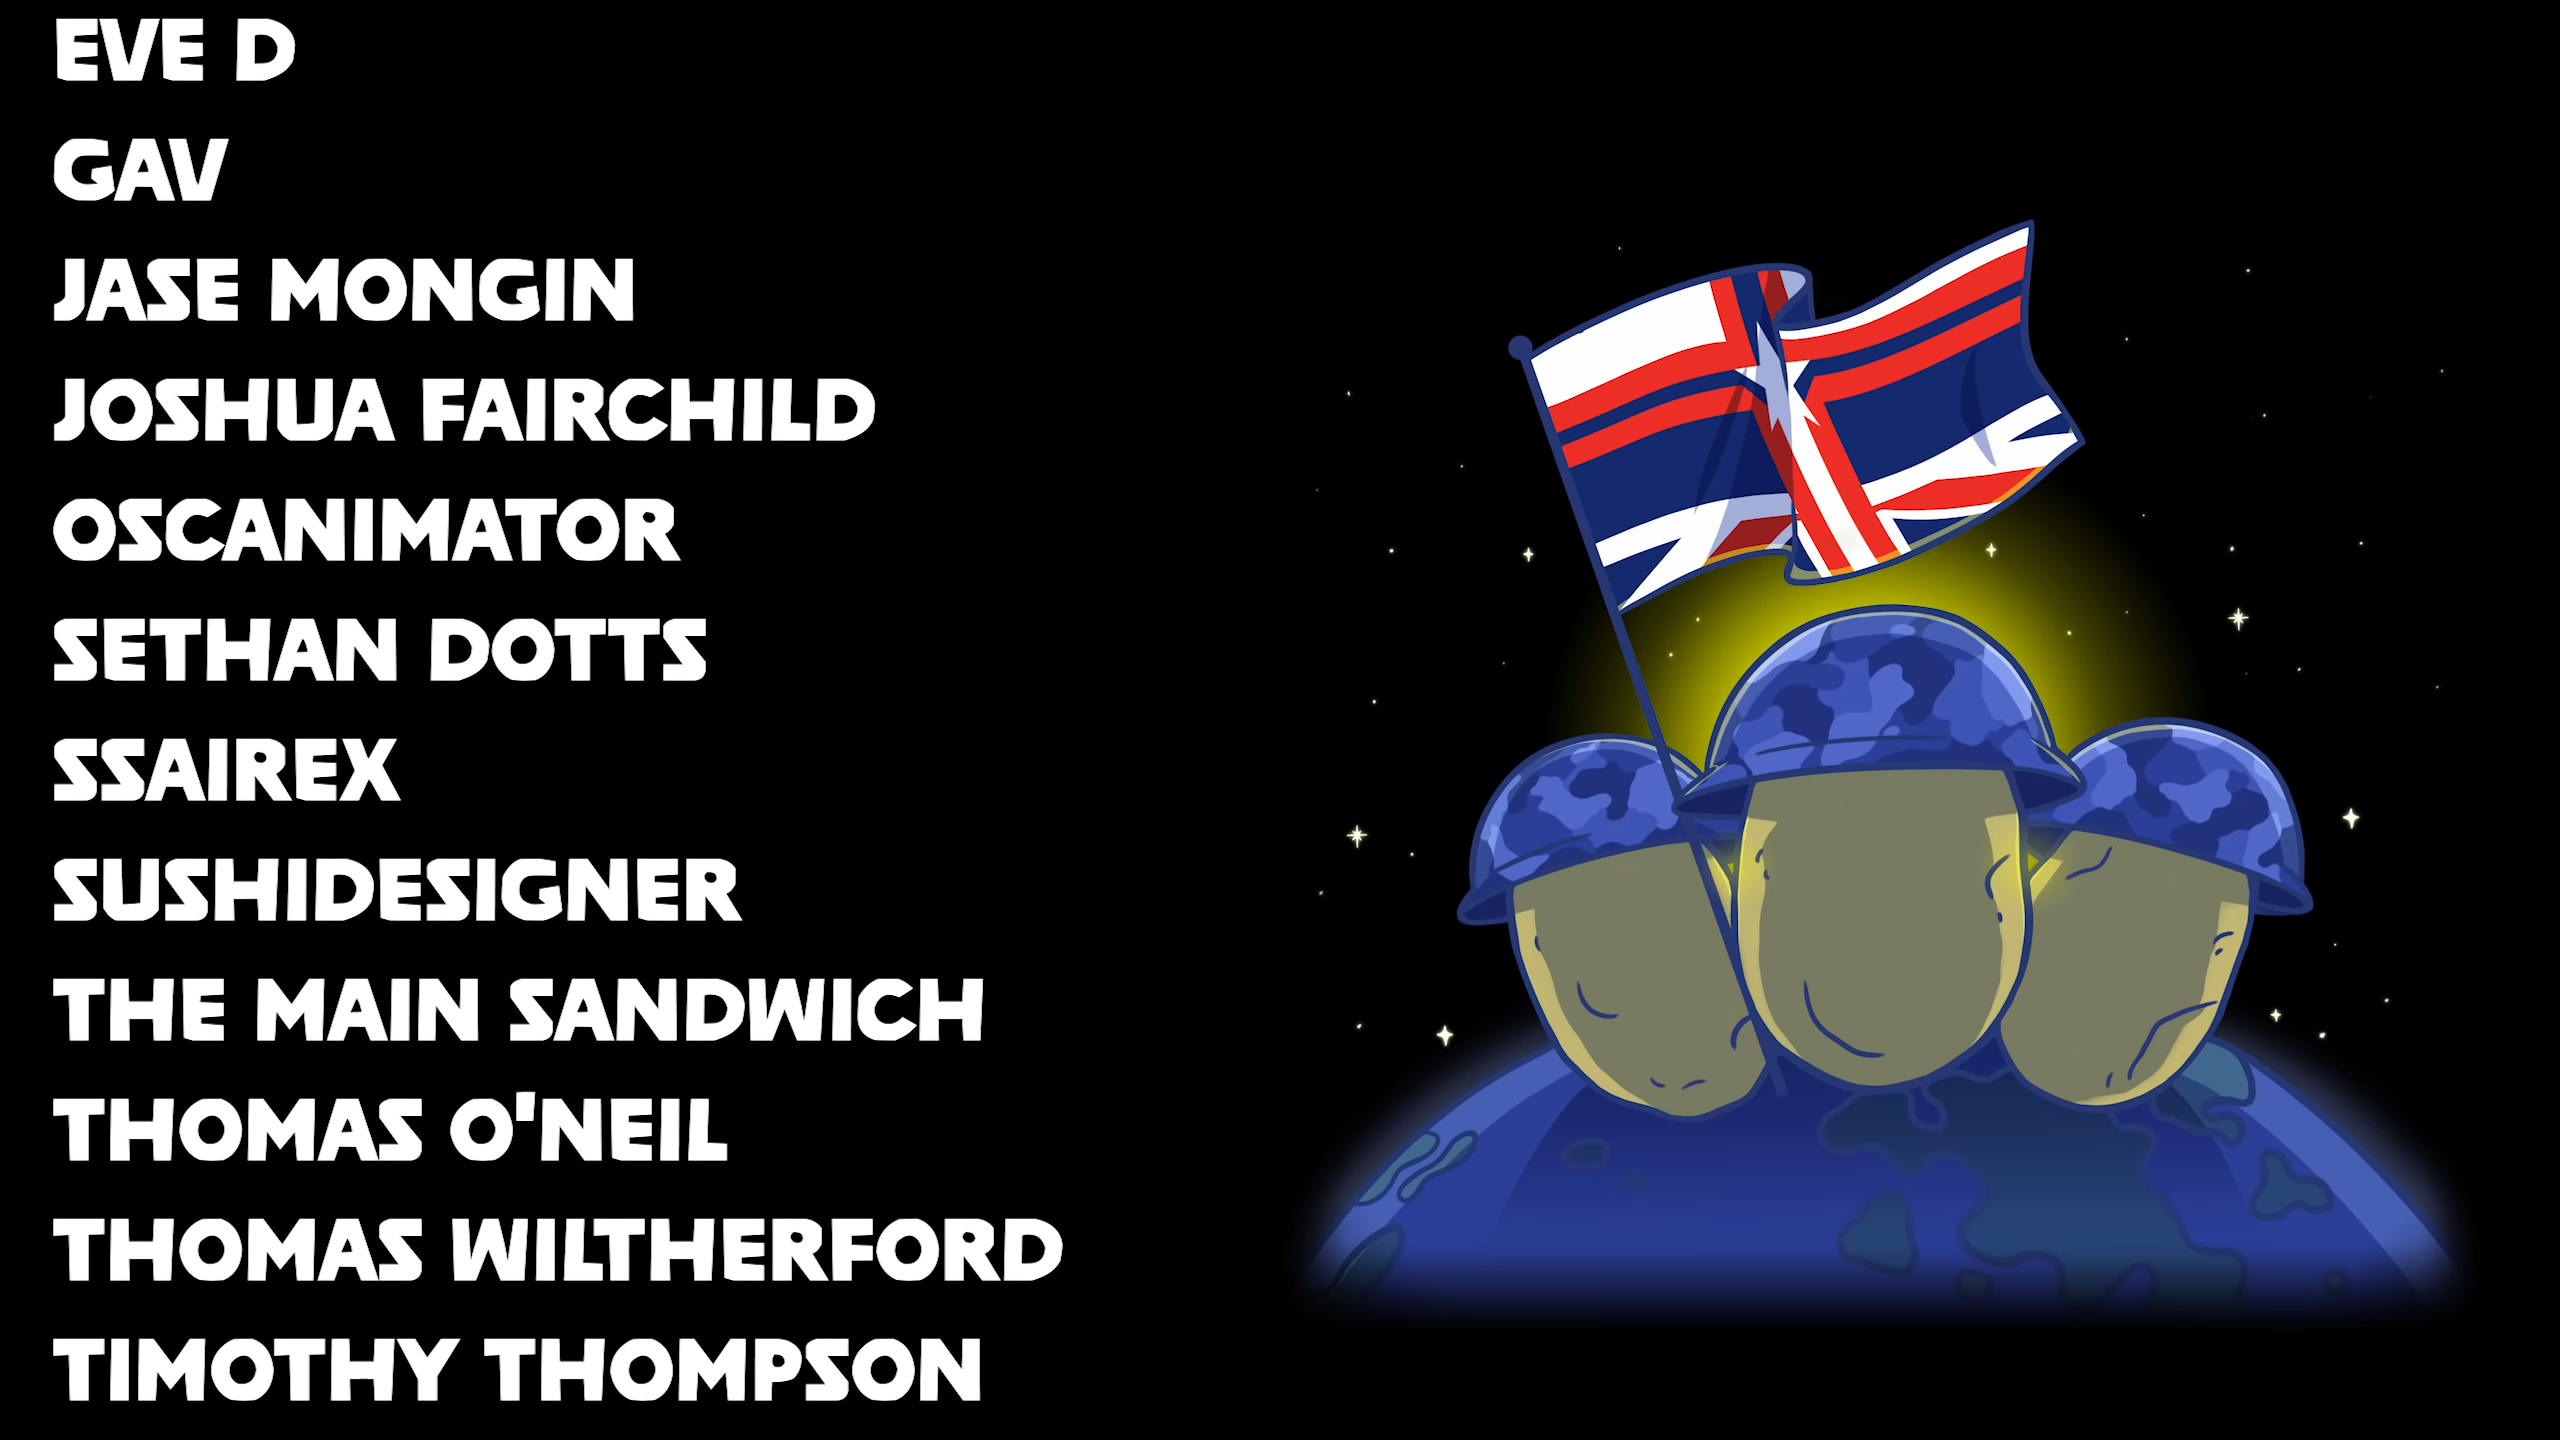 EVE D
GAV
JASE MONGIN
JOSHUA FAIRCHILD
OSCANIMATOR
SETHAN DOTTS
SSAIREX
SUSHIDESIGNER
THE MAIN SANDWICH
THOMAS O'NEIL
THOMAS WILTHERFORD
TIMOTHY THOMPSON